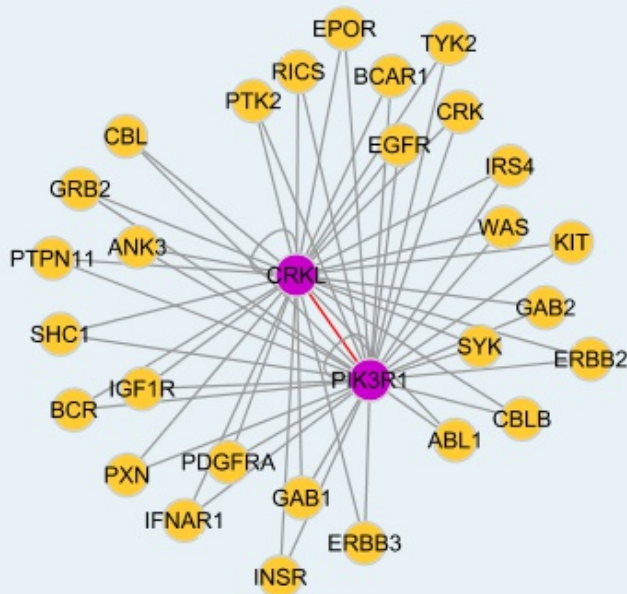 EPOR
TYK2
RICS
BCAR1
PTK2
CRK
CBL
EGFR
IRS4
GRB2
WAS
KIT
PTPN11
ANK3
CRKL
GAB2
SHC1
SYK
ERBB2
PIK3R1
IGF1R
BCR
CBLB
ABL1
PXN
PDGFRA
GAB1
IFNAR1
ERBB3
INSR